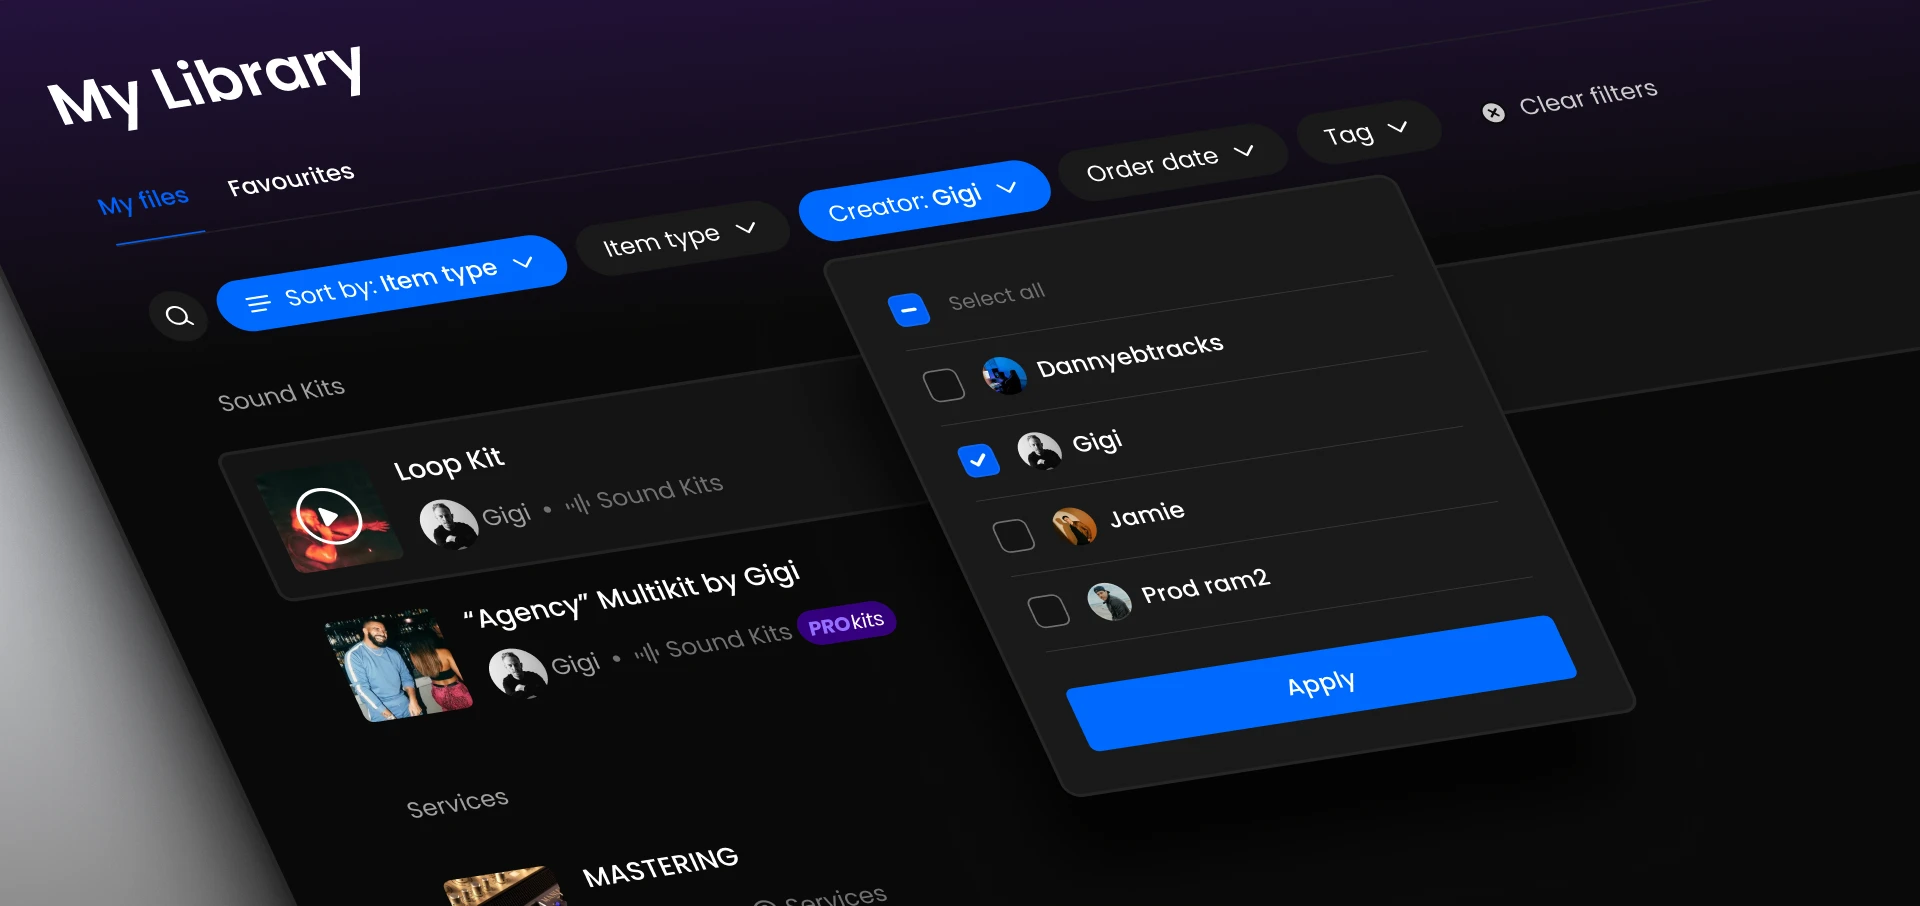 My Library
My files
Favourites
Sort by: Item type
Item type
Creator: Gigi
Order date
Tag
Clear filters
Select all
Dannyebtracks
Gigi
Jamie
Prod ram2
Apply
Sound Kits
Loop Kit
Gigi • Sound Kits
“Agency” Multikit by Gigi
Gigi • Sound Kits PROkits
Services
MASTERING
Services